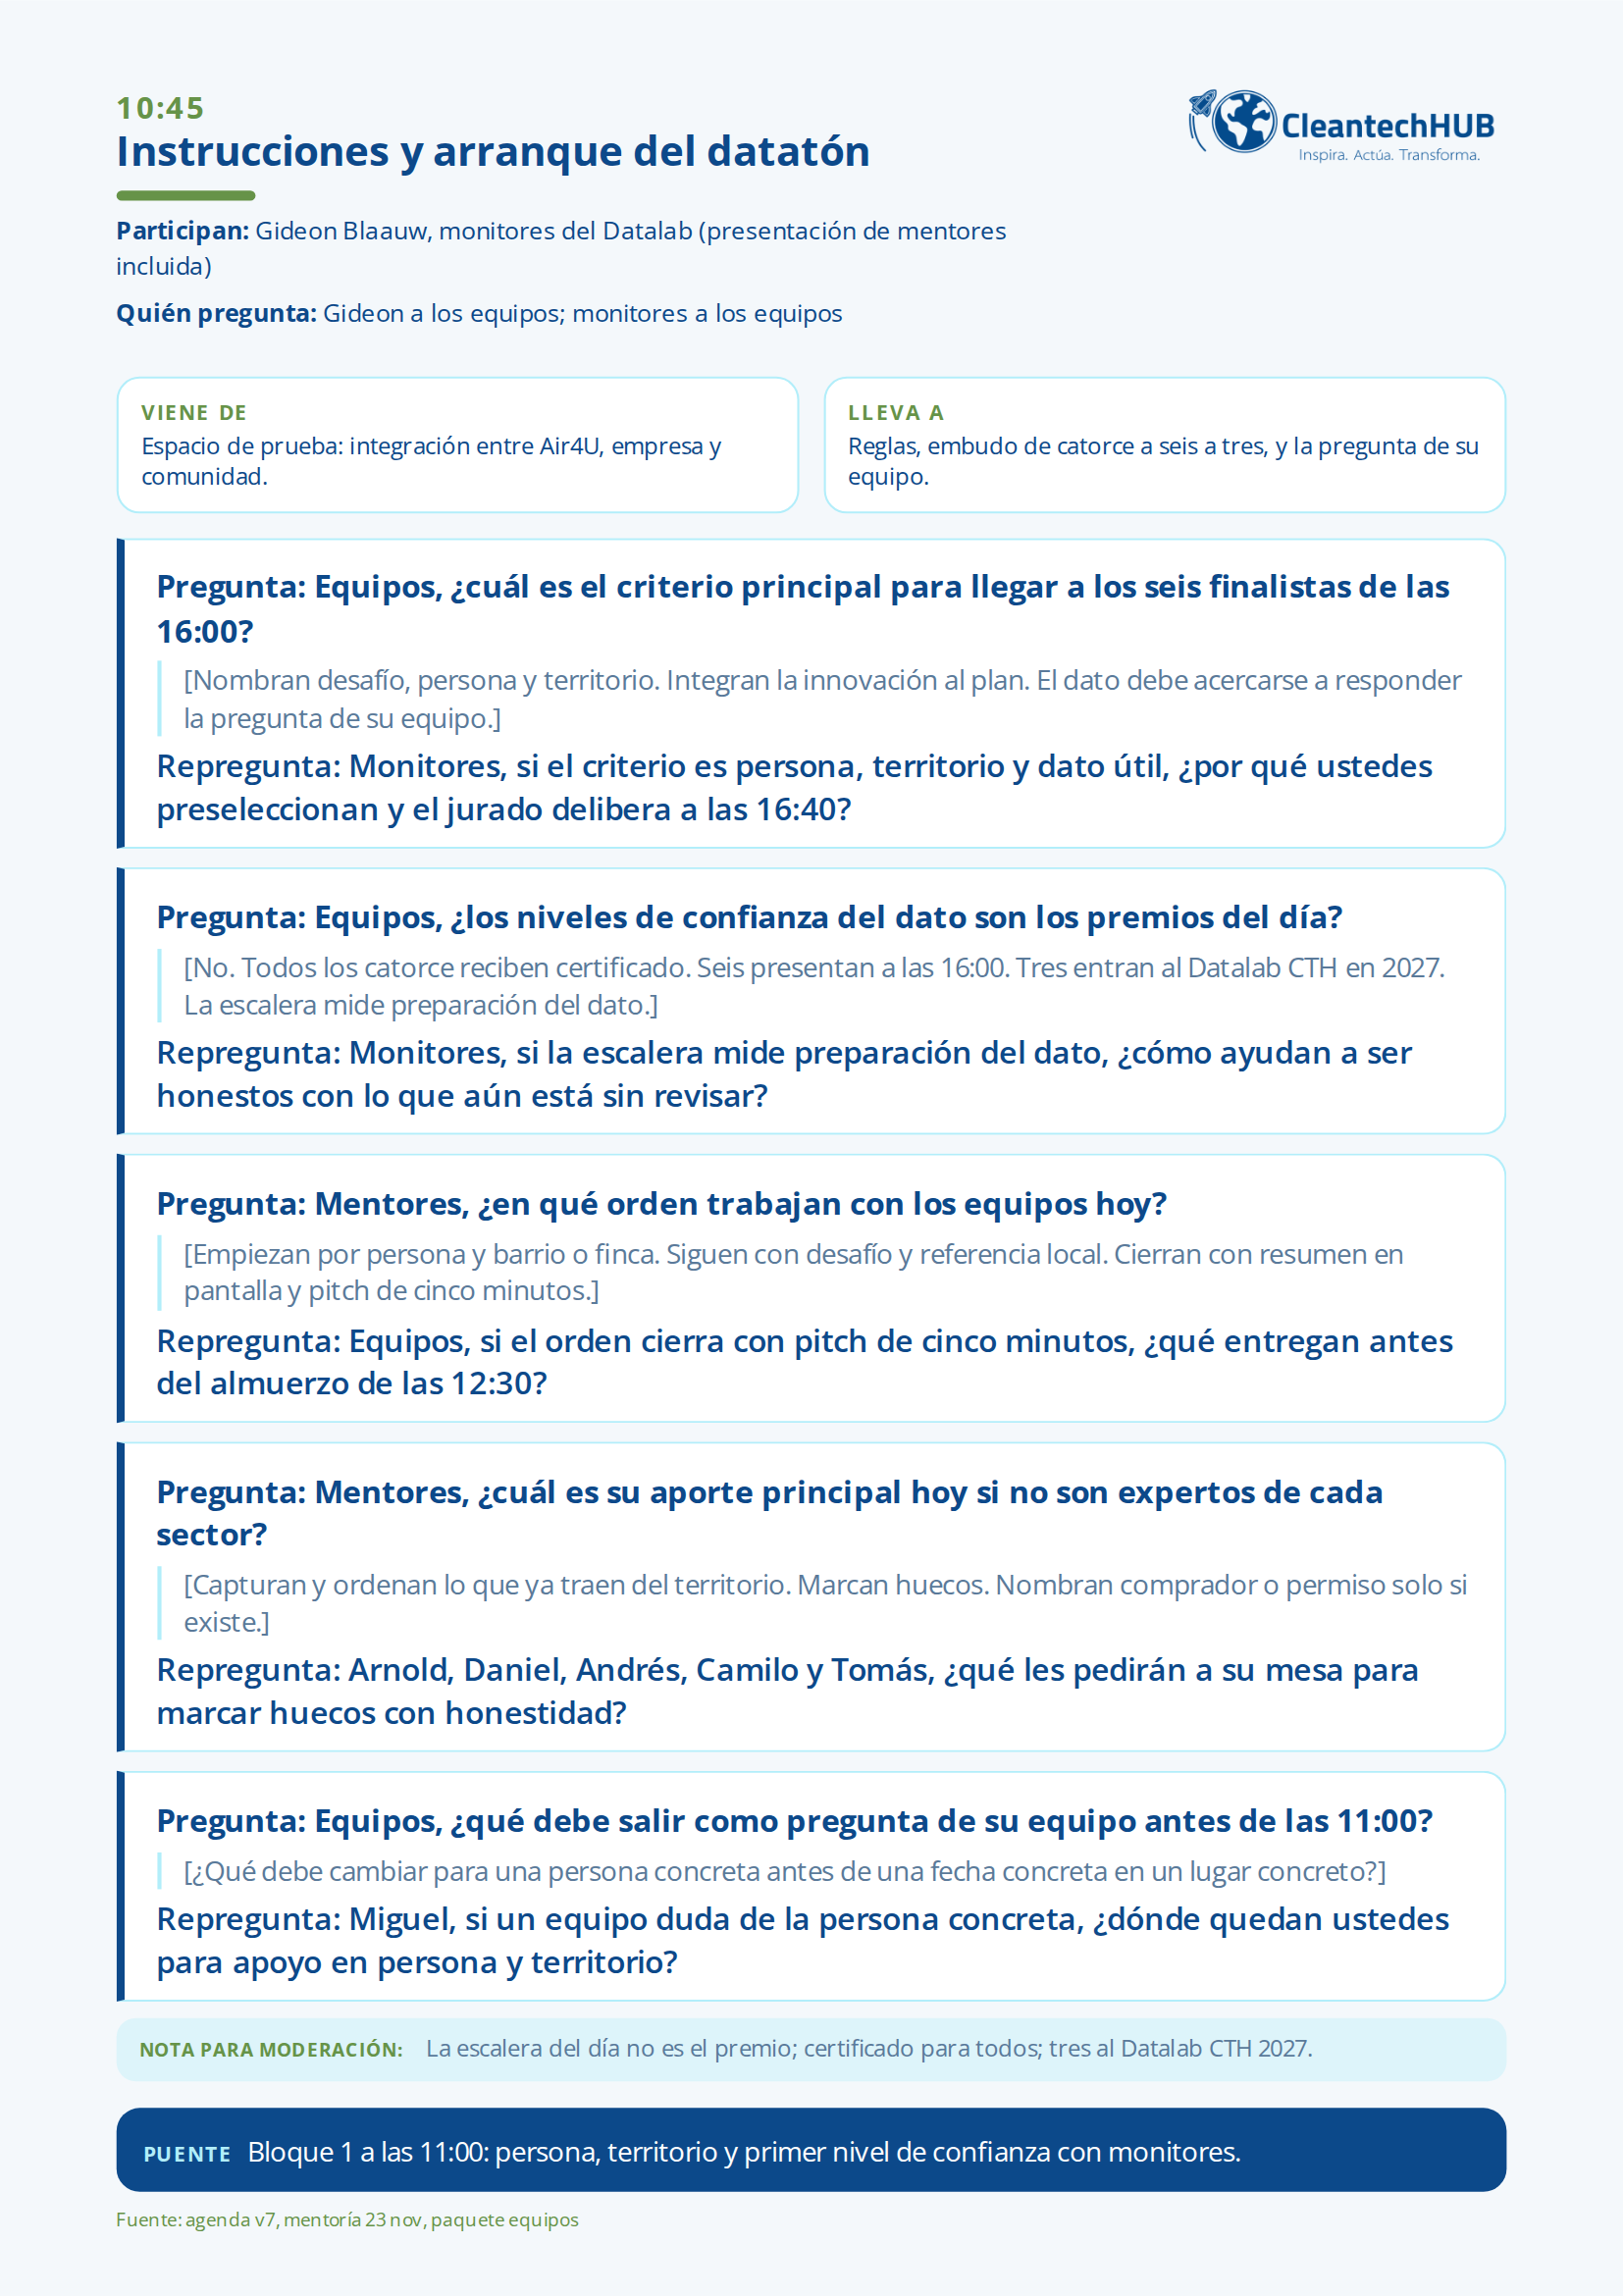 10:45
Instrucciones y arranque del datatón
CleantechHUB
Inspira. Actúa. Transforma.
Participan: Gideon Blaauw, monitores del Datalab (presentación de mentores
incluida)
Quién pregunta: Gideon a los equipos; monitores a los equipos
VIENE DE
Espacio de prueba: integración entre Air4U, empresa y
comunidad.
LLEVA A
Reglas, embudo de catorce a seis a tres, y la pregunta de su
equipo.
Pregunta: Equipos, ¿cuál es el criterio principal para llegar a los seis finalistas de las
16:00?
[Nombran desafío, persona y territorio. Integran la innovación al plan. El dato debe acercarse a responder
la pregunta de su equipo.]
Repregunta: Monitores, si el criterio es persona, territorio y dato útil, ¿por qué ustedes
preseleccionan y el jurado delibera a las 16:40?
Pregunta: Equipos, ¿los niveles de confianza del dato son los premios del día?
[No. Todos los catorce reciben certificado. Seis presentan a las 16:00. Tres entran al Datalab CTH en 2027.
La escalera mide preparación del dato.]
Repregunta: Monitores, si la escalera mide preparación del dato, ¿cómo ayudan a ser
honestos con lo que aún está sin revisar?
Pregunta: Mentores, ¿en qué orden trabajan con los equipos hoy?
[Empiezan por persona y barrio o finca. Siguen con desafío y referencia local. Cierran con resumen en
pantalla y pitch de cinco minutos.]
Repregunta: Equipos, si el orden cierra con pitch de cinco minutos, ¿qué entregan antes
del almuerzo de las 12:30?
Pregunta: Mentores, ¿cuál es su aporte principal hoy si no son expertos de cada
sector?
[Capturan y ordenan lo que ya traen del territorio. Marcan huecos. Nombran comprador o permiso solo si
existe.]
Repregunta: Arnold, Daniel, Andrés, Camilo y Tomás, ¿qué les pedirán a su mesa para
marcar huecos con honestidad?
Pregunta: Equipos, ¿qué debe salir como pregunta de su equipo antes de las 11:00?
[¿Qué debe cambiar para una persona concreta antes de una fecha concreta en un lugar concreto?]
Repregunta: Miguel, si un equipo duda de la persona concreta, ¿dónde quedan ustedes
para apoyo en persona y territorio?
NOTA PARA MODERACIÓN: La escalera del día no es el premio; certificado para todos; tres al Datalab CTH 2027.
PUENTE Bloque 1 a las 11:00: persona, territorio y primer nivel de confianza con monitores.
Fuente: agenda v7, mentoría 23 nov, paquete equipos